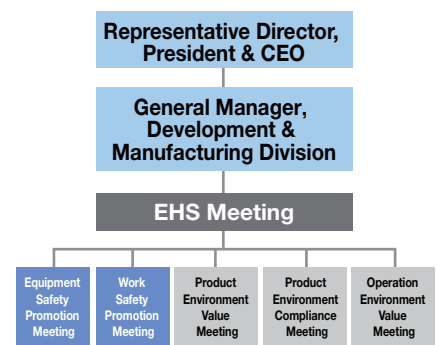 Representative Director,
President & CEO
General Manager,
Development &
Manufacturing Division
EHS Meeting
Equipment
Safety
Promotion
Meeting
Work
Safety
Promotion
Meeting
Product
Environment
Value
Meeting
Product
Environment
Compliance
Meeting
Operation
Environment
Value
Meeting